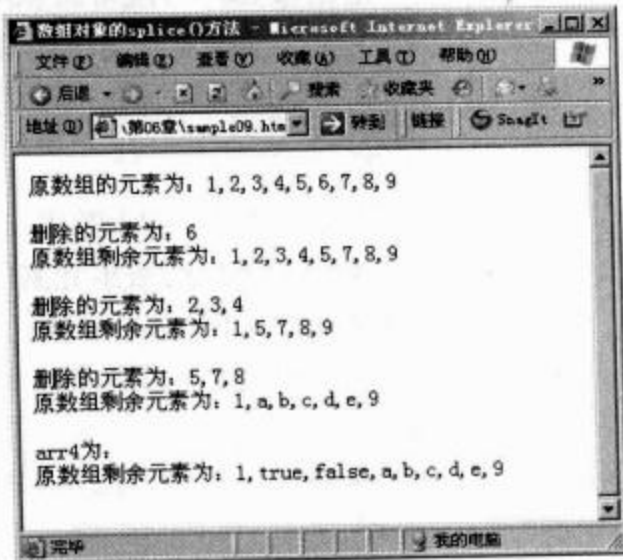 数组对象的splice()方法 - Microsoft Internet Explorer
文件(F) 编辑(E) 查看(V) 收藏(A) 工具(T) 帮助(H)
后退 搜索 收藏夹 »
地址(D) \第06章\sample09.htm 转到 链接 SnagIt
原数组的元素为：1,2,3,4,5,6,7,8,9
删除的元素为：6
原数组剩余元素为：1,2,3,4,5,7,8,9
删除的元素为：2,3,4
原数组剩余元素为：1,5,7,8,9
删除的元素为：5,7,8
原数组剩余元素为：1,a,b,c,d,e,9
arr4为：
原数组剩余元素为：1,true,false,a,b,c,d,e,9
完毕 我的电脑